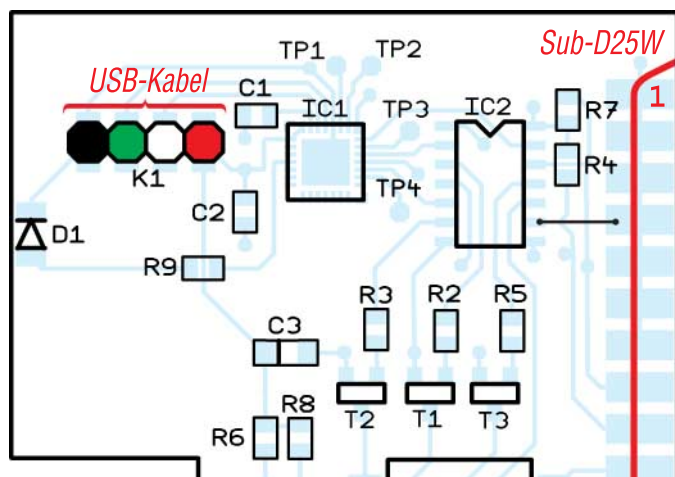 Sub-D25W
TP1
TP2
USB-Kabel
C1
IC1
TP3
IC2
R7
1
K1
R4
TP4
C2
D1
R9
R3
R2
R5
C3
T2
T1
T3
R8
R6